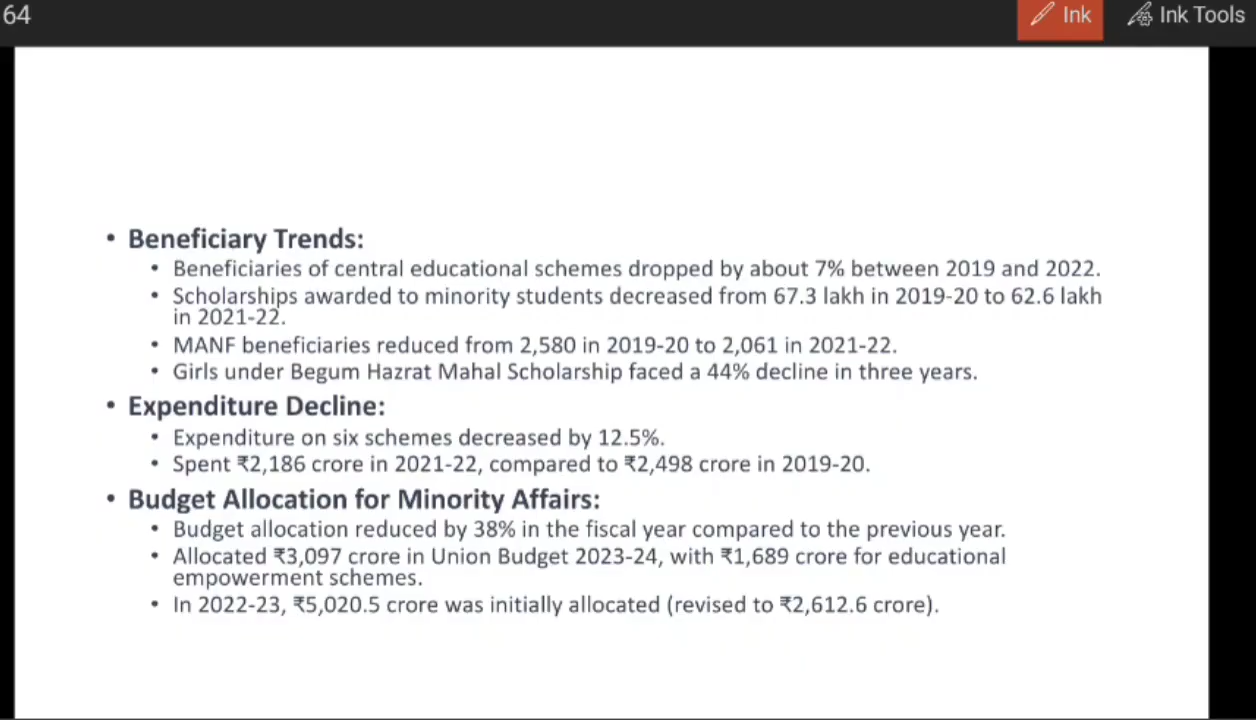 64
Ink
Ink Tools
• Beneficiary Trends:
• Beneficiaries of central educational schemes dropped by about 7% between 2019 and 2022.
• Scholarships awarded to minority students decreased from 67.3 lakh in 2019-20 to 62.6 lakh
in 2021-22.
• MANF beneficiaries reduced from 2,580 in 2019-20 to 2,061 in 2021-22.
• Girls under Begum Hazrat Mahal Scholarship faced a 44% decline in three years.
• Expenditure Decline:
• Expenditure on six schemes decreased by 12.5%.
• Spent ₹2,186 crore in 2021-22, compared to ₹2,498 crore in 2019-20.
• Budget Allocation for Minority Affairs:
• Budget allocation reduced by 38% in the fiscal year compared to the previous year.
• Allocated ₹3,097 crore in Union Budget 2023-24, with ₹1,689 crore for educational
empowerment schemes.
• In 2022-23, ₹5,020.5 crore was initially allocated (revised to ₹2,612.6 crore).